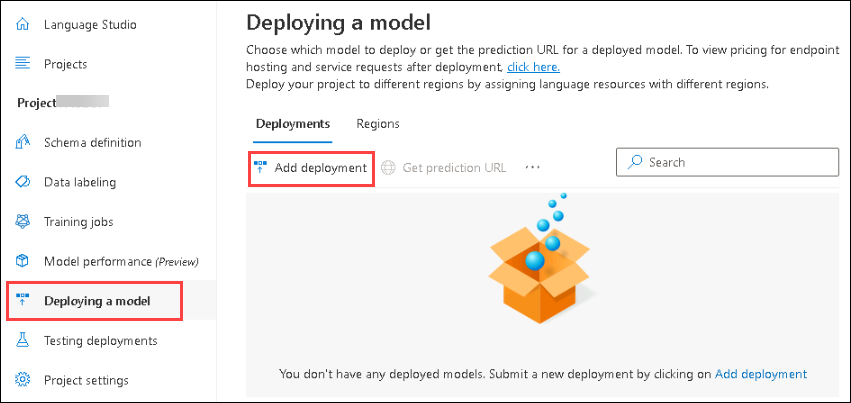 Language Studio
Projects
Project
Schema definition
Data labeling
Training jobs
Model performance (Preview)
Deploying a model
Testing deployments
Project settings
Deploying a model
Choose which model to deploy or get the prediction URL for a deployed model. To view pricing for endpoint
hosting and service requests after deployment, click here.
Deploy your project to different regions by assigning language resources with different regions.
Deployments Regions
Add deployment Get prediction URL ... Search
You don't have any deployed models. Submit a new deployment by clicking on Add deployment